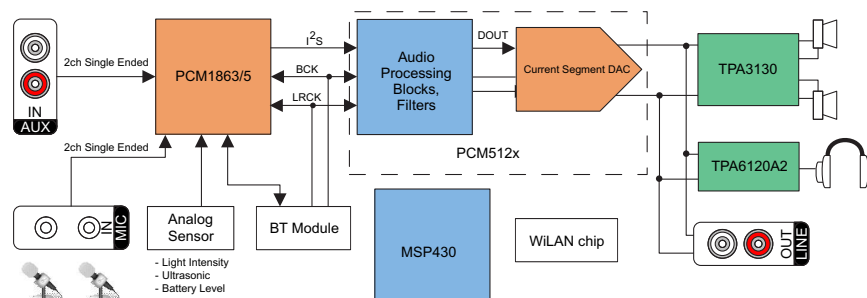 2ch Single Ended
IN
AUX
PCM1863/5
I²S
BCK
LRCK
Audio
Processing
Blocks,
Filters
DOUT
Current Segment DAC
PCM512x
TPA3130
TPA6120A2
2ch Single Ended
IN
MIC
Analog
Sensor
- Light Intensity
- Ultrasonic
- Battery Level
BT Module
MSP430
WiLAN chip
OUT
LINE